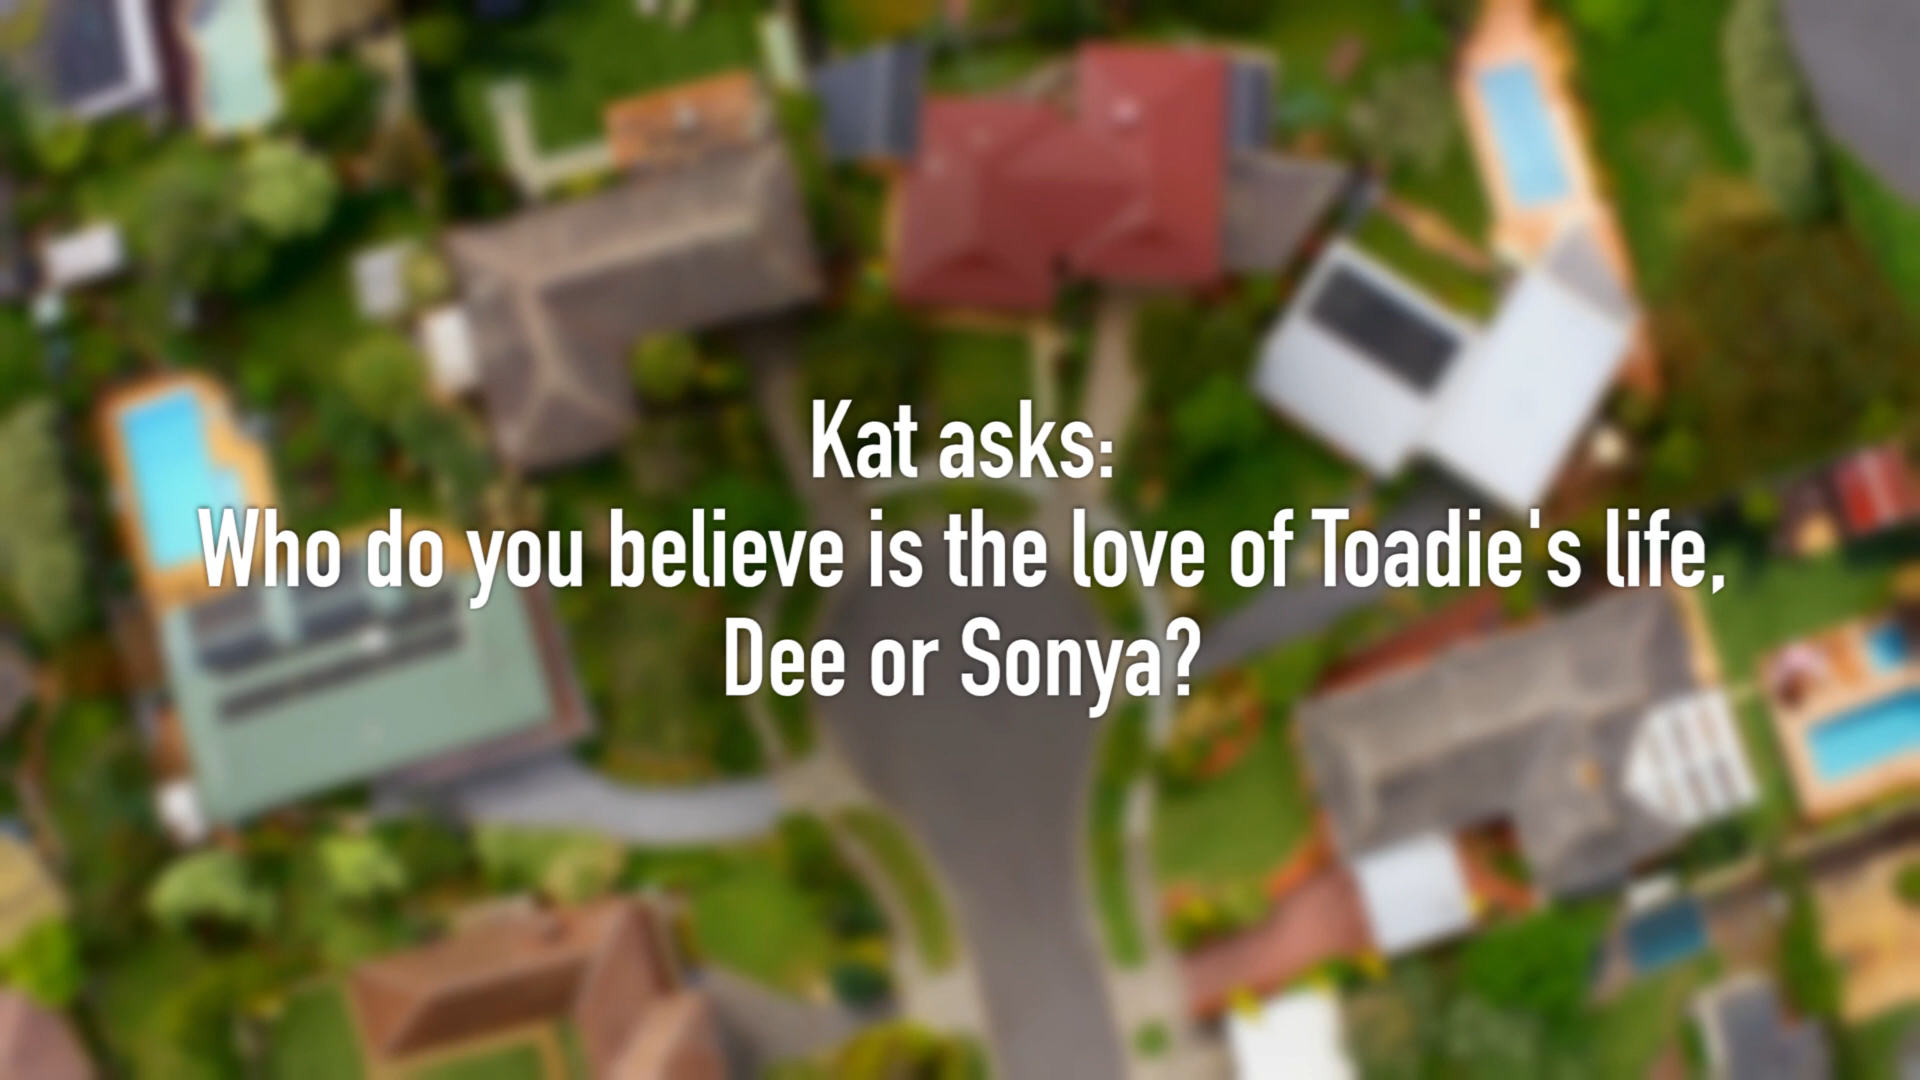 Kat asks:
Who do you believe is the love of Toadie's life,
Dee or Sonya?